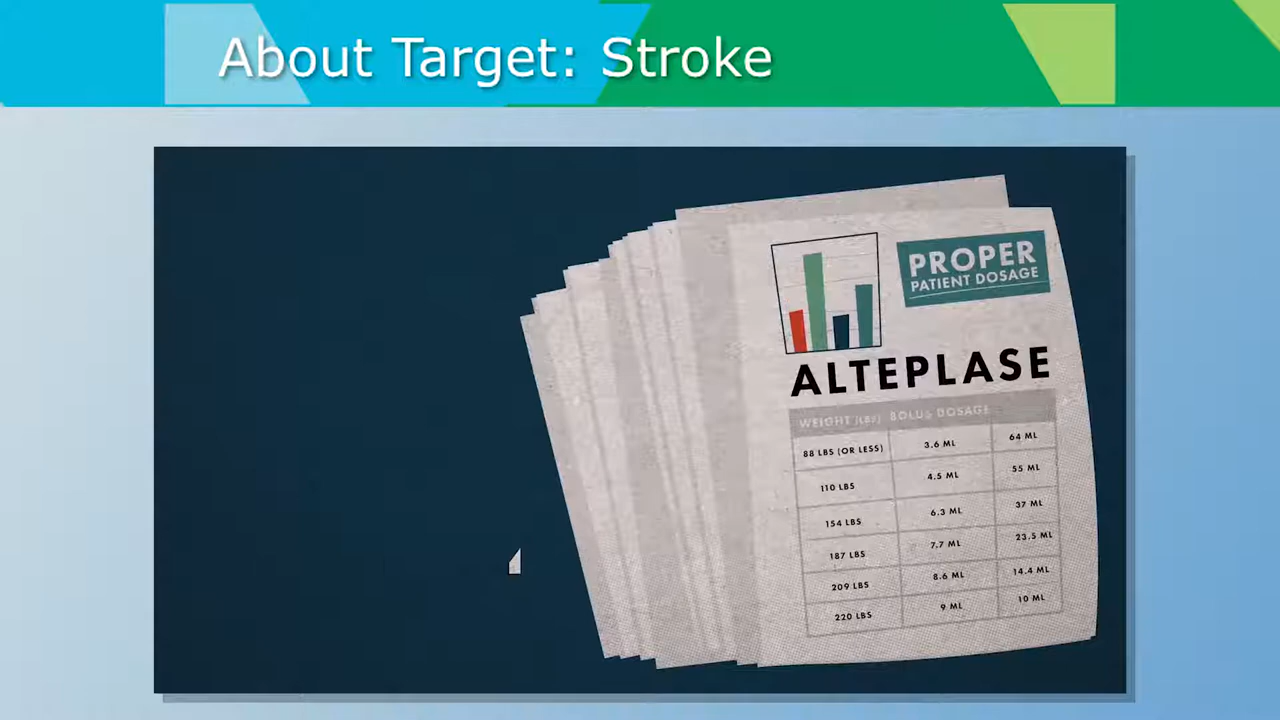 About Target: Stroke
PROPER
PATIENT DOSAGE
ALTEPLASE
WEIGHT (LBS) BOLUS DOSAGE
88 LBS (OR LESS) 3.6 ML 64 ML
110 LBS 4.5 ML 55 ML
154 LBS 6.3 ML 37 ML
187 LBS 7.7 ML 23.5 ML
209 LBS 8.6 ML 14.4 ML
220 LBS 9 ML 10 ML